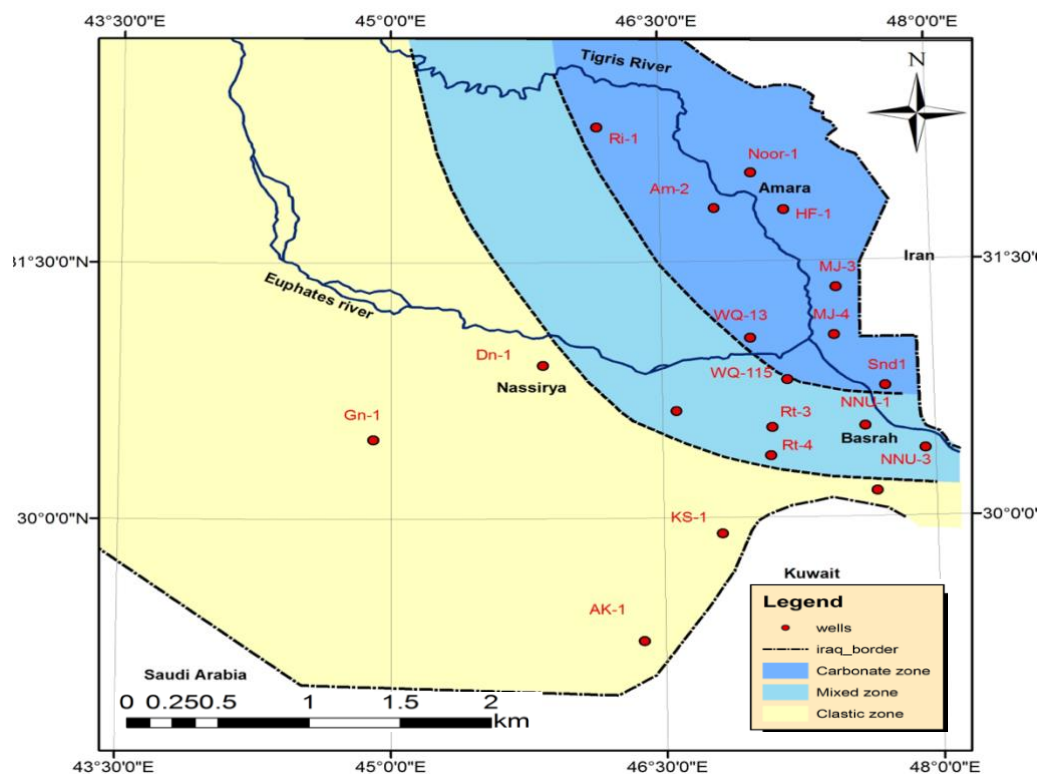 43°30'0"E 45°0'0"E 46°30'0"E 48°0'0"E
Tigris River
N
Ri-1
Noor-1
Am-2
Amara
HF-1
31°30'0"N
Iran
31°30'0"N
MJ-3
Euphates river
WQ-13
MJ-4
Dn-1
WQ-115
Snd1
Nassirya
Gn-1
Rt-3
NNU-1
Rt-4
Basrah
NNU-3
30°0'0"N
KS-1
30°0'0"N
Kuwait
AK-1
Legend
wells
iraq_border
Carbonate zone
Mixed zone
Clastic zone
Saudi Arabia
0 0.25 0.5 1 1.5 2
km
43°30'0"E 45°0'0"E 46°30'0"E 48°0'0"E